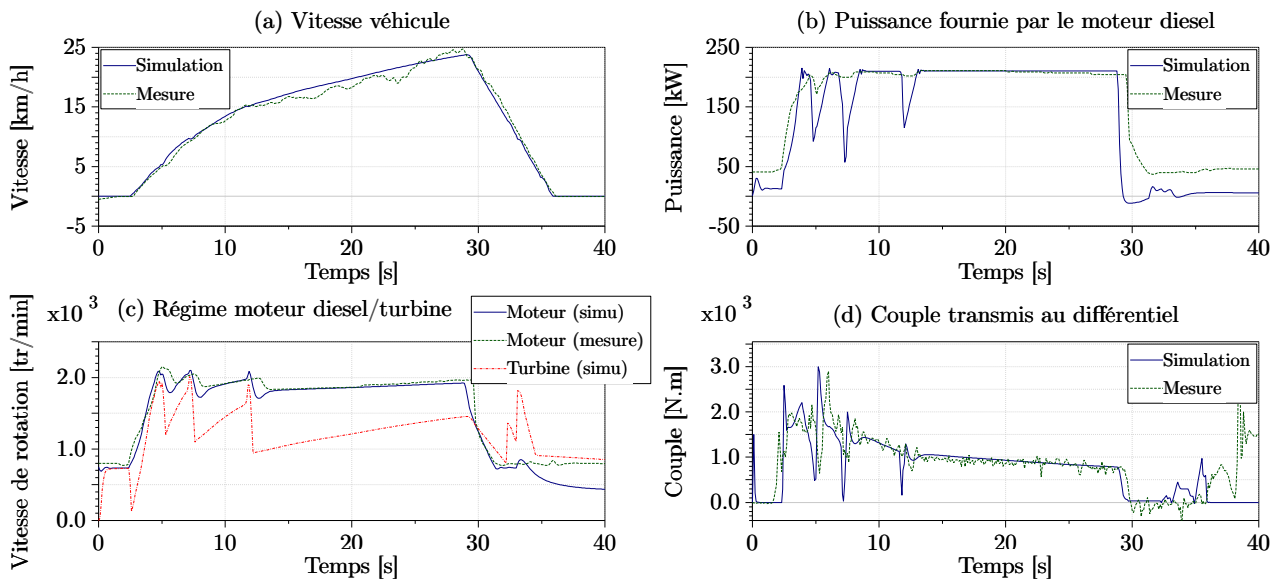 (a) Vitesse véhicule
25
15
5
-5
Vitesse [km/h]
Simulation
Mesure
0 10 20 30 40
Temps [s]
(b) Puissance fournie par le moteur diesel
250
150
50
-50
Puissance [kW]
Simulation
Mesure
0 10 20 30 40
Temps [s]
x10 3
(c) Régime moteur diesel/turbine
2.0
1.0
0.0
Vitesse de rotation [tr/min]
Moteur (simu)
Moteur (mesure)
Turbine (simu)
0 10 20 30 40
Temps [s]
x10 3
(d) Couple transmis au différentiel
3.0
2.0
1.0
0.0
Couple [N.m]
Simulation
Mesure
0 10 20 30 40
Temps [s]